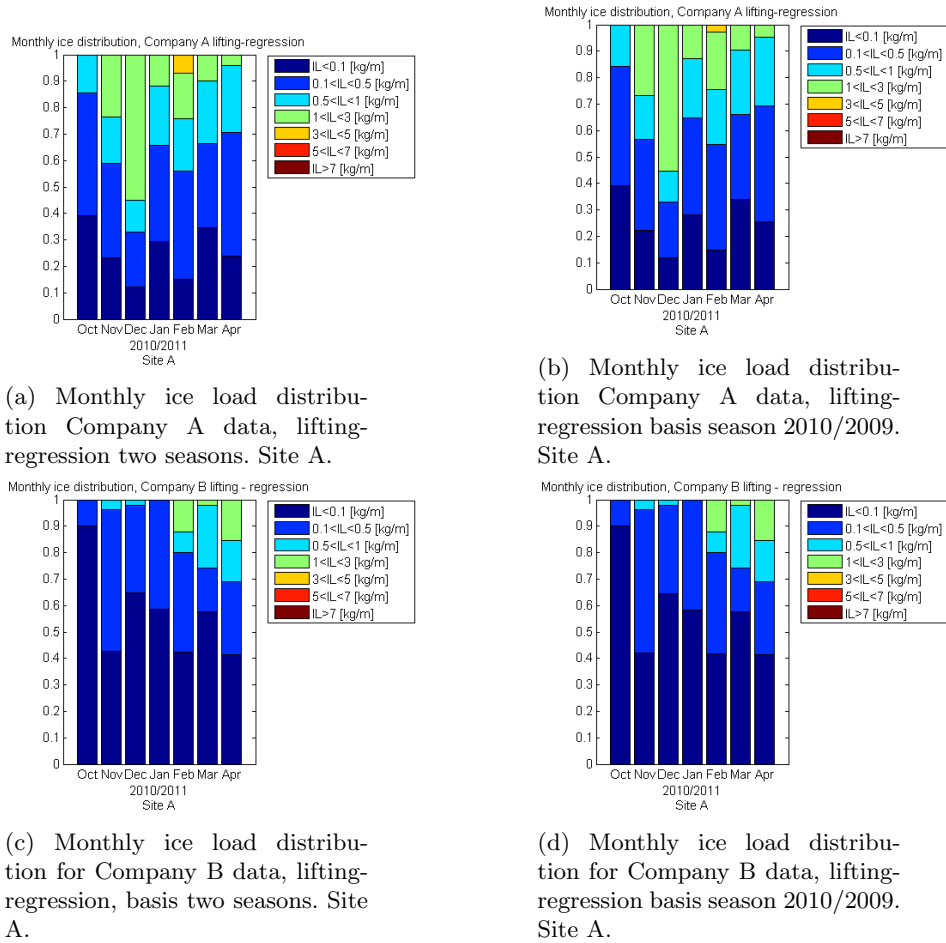 Monthly ice distribution, Company A lifting-regression
1
0.9
0.8
0.7
0.6
0.5
0.4
0.3
0.2
0.1
0
Oct Nov Dec Jan Feb Mar Apr
2010/2011
Site A
IL<0.1 [kg/m]
0.1<IL<0.5 [kg/m]
0.5<IL<1 [kg/m]
1<IL<3 [kg/m]
3<IL<5 [kg/m]
5<IL<7 [kg/m]
IL>7 [kg/m]
(a) Monthly ice load distribu-
tion Company A data, lifting-
regression two seasons. Site A.
Monthly ice distribution, Company A lifting-regression
1
0.9
0.8
0.7
0.6
0.5
0.4
0.3
0.2
0.1
0
Oct Nov Dec Jan Feb Mar Apr
2010/2011
Site A
IL<0.1 [kg/m]
0.1<IL<0.5 [kg/m]
0.5<IL<1 [kg/m]
1<IL<3 [kg/m]
3<IL<5 [kg/m]
5<IL<7 [kg/m]
IL>7 [kg/m]
(b) Monthly ice load distribu-
tion Company A data, lifting-
regression basis season 2010/2009.
Site A.
Monthly ice distribution, Company B lifting - regression
1
0.9
0.8
0.7
0.6
0.5
0.4
0.3
0.2
0.1
0
Oct Nov Dec Jan Feb Mar Apr
2010/2011
Site A
IL<0.1 [kg/m]
0.1<IL<0.5 [kg/m]
0.5<IL<1 [kg/m]
1<IL<3 [kg/m]
3<IL<5 [kg/m]
5<IL<7 [kg/m]
IL>7 [kg/m]
(c) Monthly ice load distribu-
tion for Company B data, lifting-
regression, basis two seasons. Site
A.
Monthly ice distribution, Company B lifting - regression
1
0.9
0.8
0.7
0.6
0.5
0.4
0.3
0.2
0.1
0
Oct Nov Dec Jan Feb Mar Apr
2010/2011
Site A
IL<0.1 [kg/m]
0.1<IL<0.5 [kg/m]
0.5<IL<1 [kg/m]
1<IL<3 [kg/m]
3<IL<5 [kg/m]
5<IL<7 [kg/m]
IL>7 [kg/m]
(d) Monthly ice load distribu-
tion for Company B data, lifting-
regression basis season 2010/2009.
Site A.